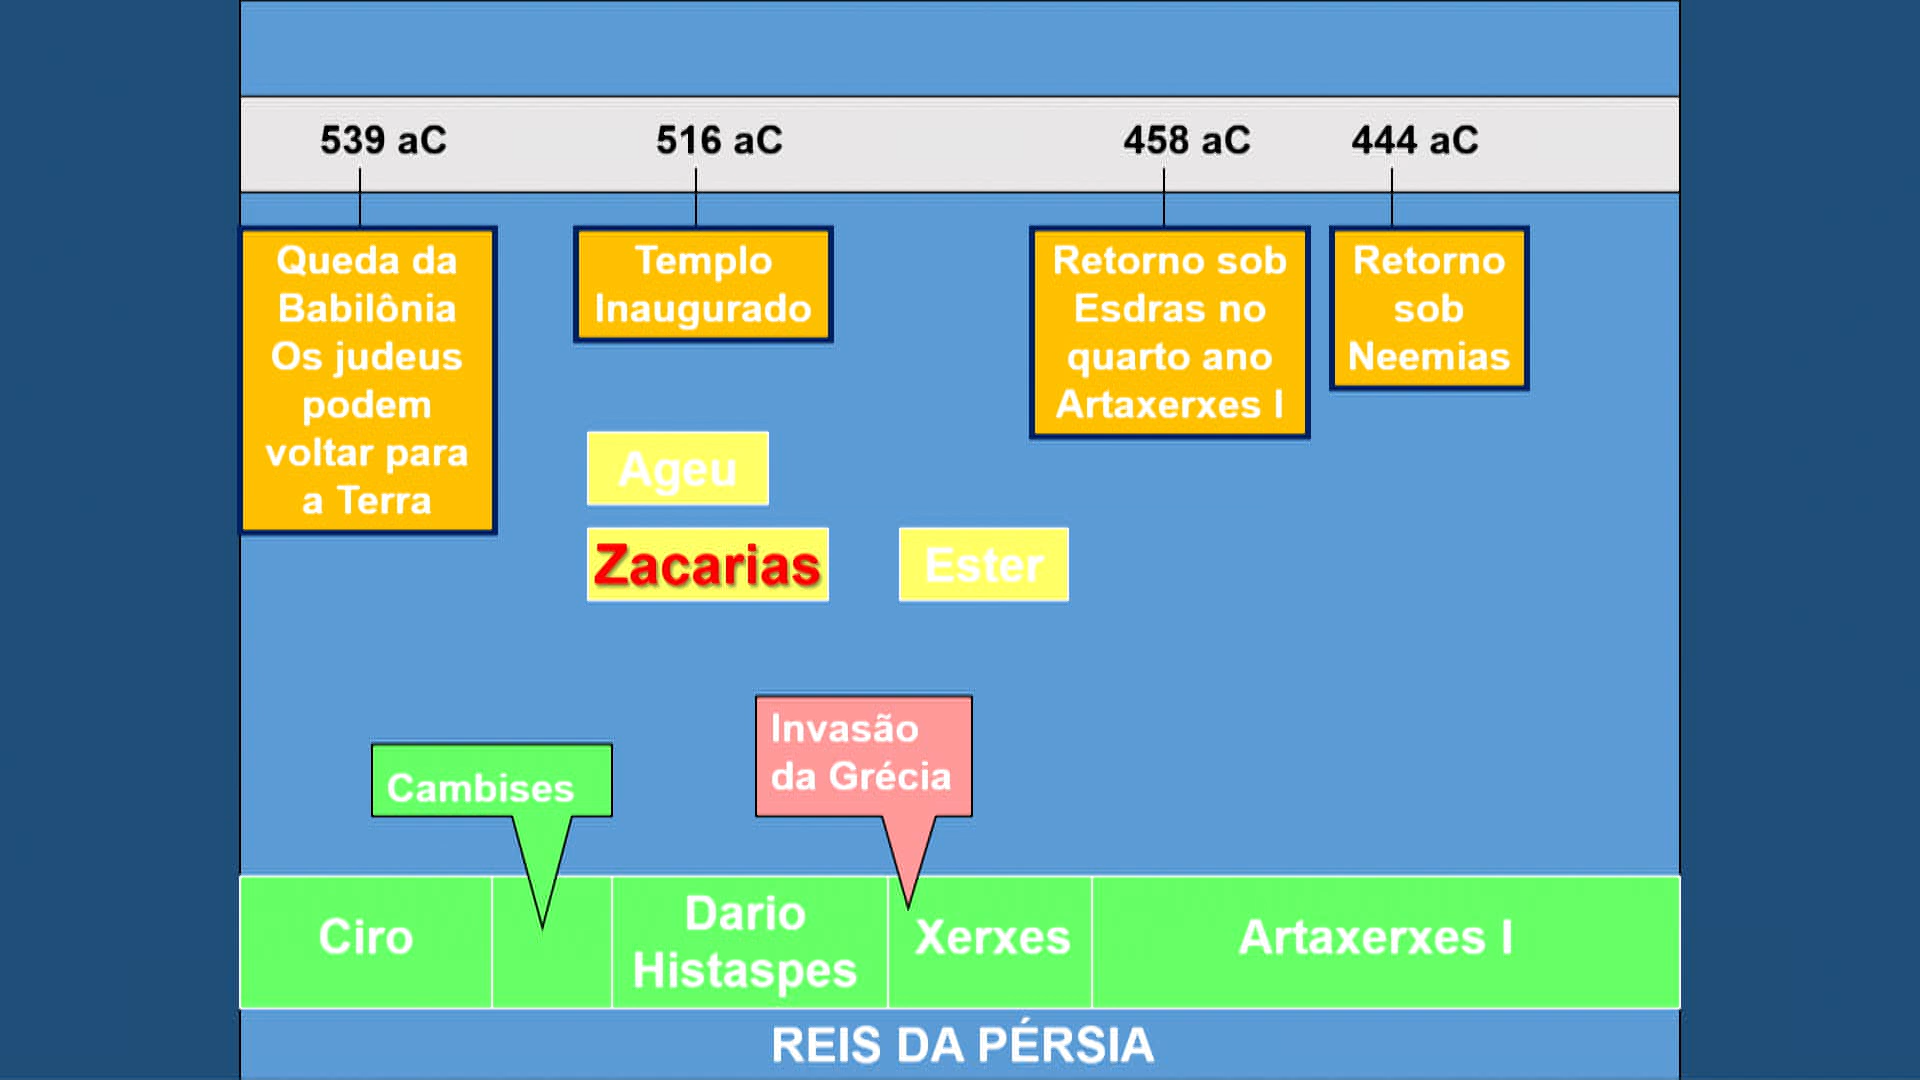 539 aC
516 aC
458 aC
444 aC
Queda da
Babilônia
Os judeus
podem
voltar para
a Terra
Templo
Inaugurado
Retorno sob
Esdras no
quarto ano
Artaxerxes I
Retorno
sob
Neemias
Ageu
Zacarias
Ester
Cambises
Invasão
da Grécia
Ciro
Dario
Histaspes
Xerxes
Artaxerxes I
REIS DA PÉRSIA